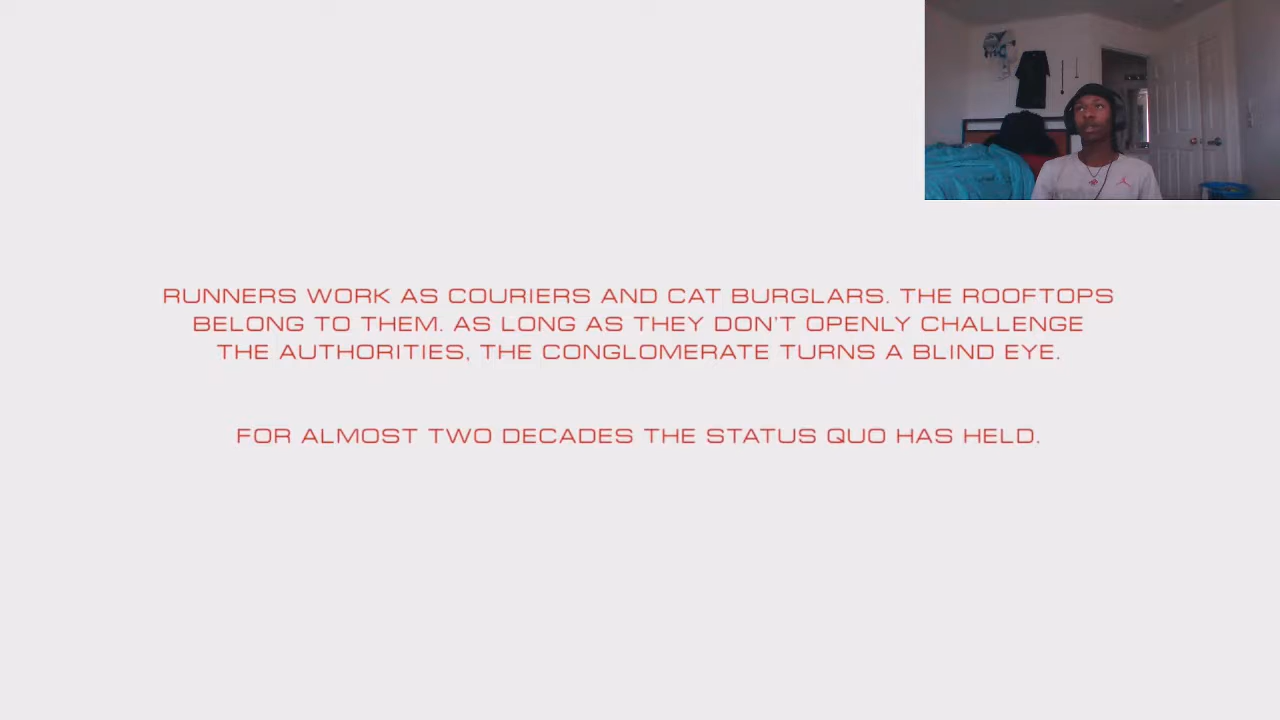 RUNNERS WORK AS COURIERS AND CAT BURGLARS. THE ROOFTOPS
BELONG TO THEM. AS LONG AS THEY DON'T OPENLY CHALLENGE
THE AUTHORITIES, THE CONGLOMERATE TURNS A BLIND EYE.
FOR ALMOST TWO DECADES THE STATUS QUO HAS HELD.